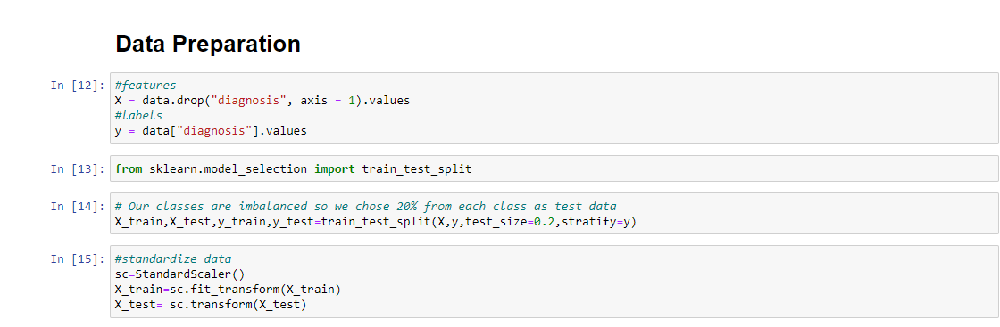 Data Preparation
In [12]: #features
X = data.drop("diagnosis", axis = 1).values
#labels
y = data["diagnosis"].values
In [13]: from sklearn.model_selection import train_test_split
In [14]: # Our classes are imbalanced so we chose 20% from each class as test data
X_train,X_test,y_train,y_test=train_test_split(X,y,test_size=0.2,stratify=y)
In [15]: #standardize data
sc=StandardScaler()
X_train=sc.fit_transform(X_train)
X_test= sc.transform(X_test)